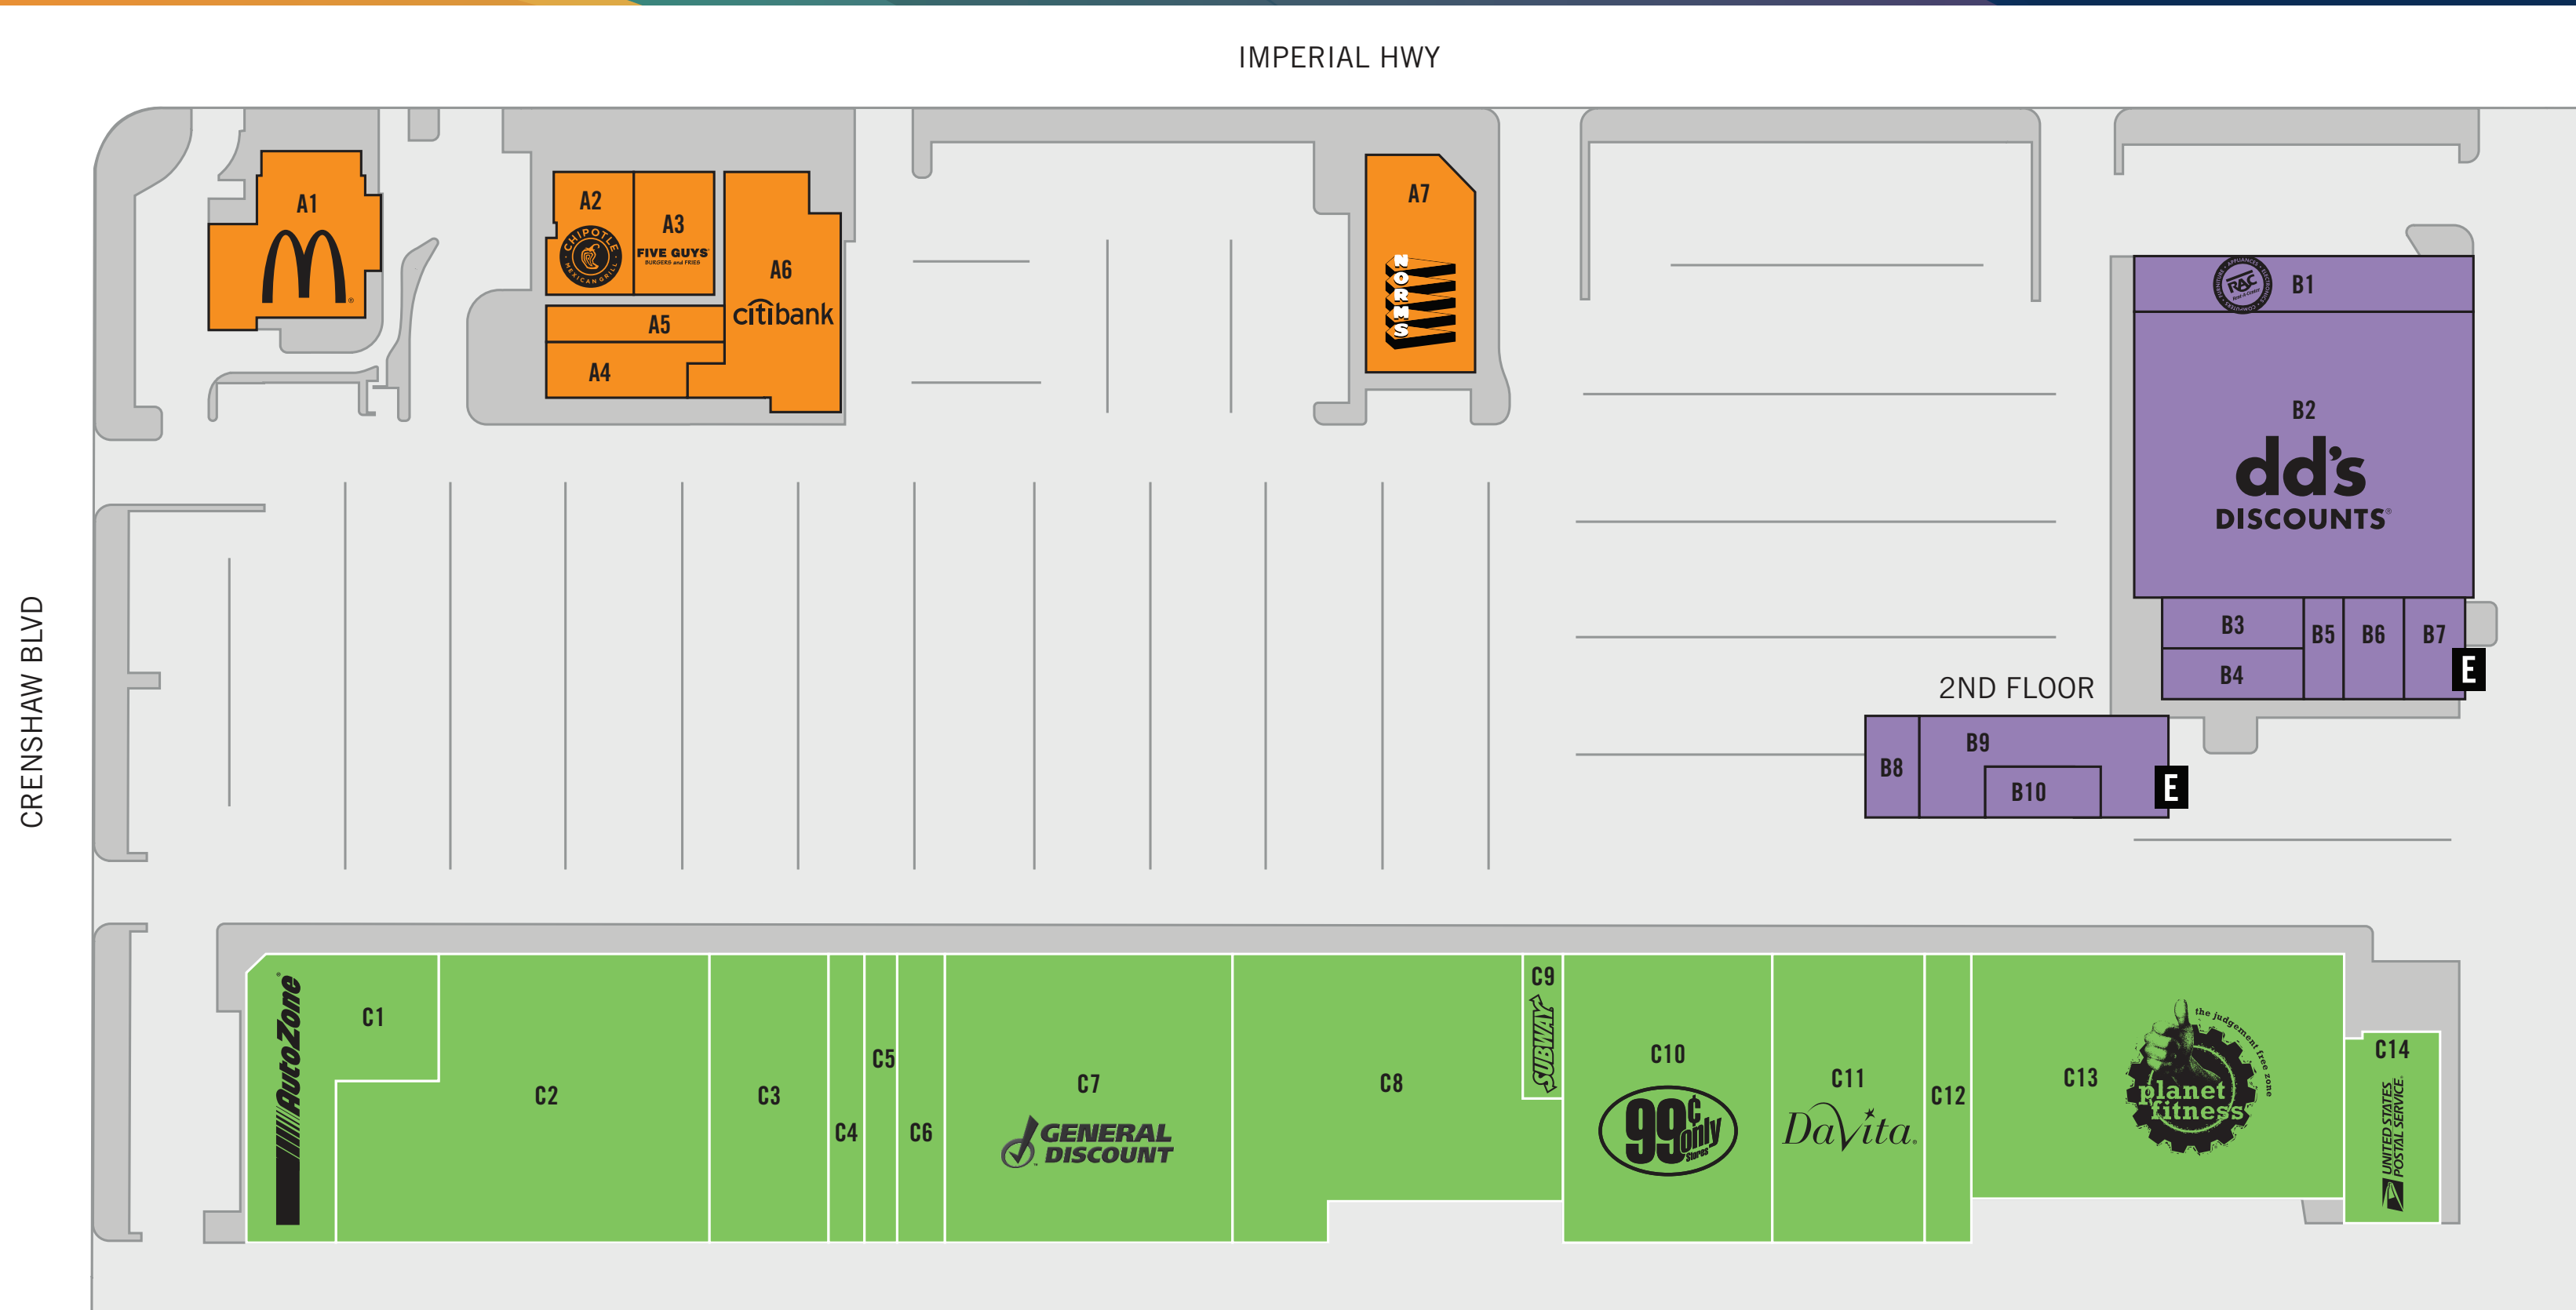 IMPERIAL HWY
CRENSHAW BLVD
A1
A2
CHIPOTLE
MEXICAN GRILL
A3
FIVE GUYS
BURGERS and FRIES
A6
citibank
A5
A4
A7
NORMS
RAC
B1
B2
dd's
DISCOUNTS®
B3
B4
B5
B6
B7
E
2ND FLOOR
B8
B9
B10
E
C1
AutoZone
C2
C3
C4
C5
C6
C7
GENERAL
DISCOUNT
C8
C9
SUBWAY
C10
99¢
only
Stores
C11
DaVita.
C12
C13
the judgement free zone
planet
fitness
C14
UNITED STATES
POSTAL SERVICE